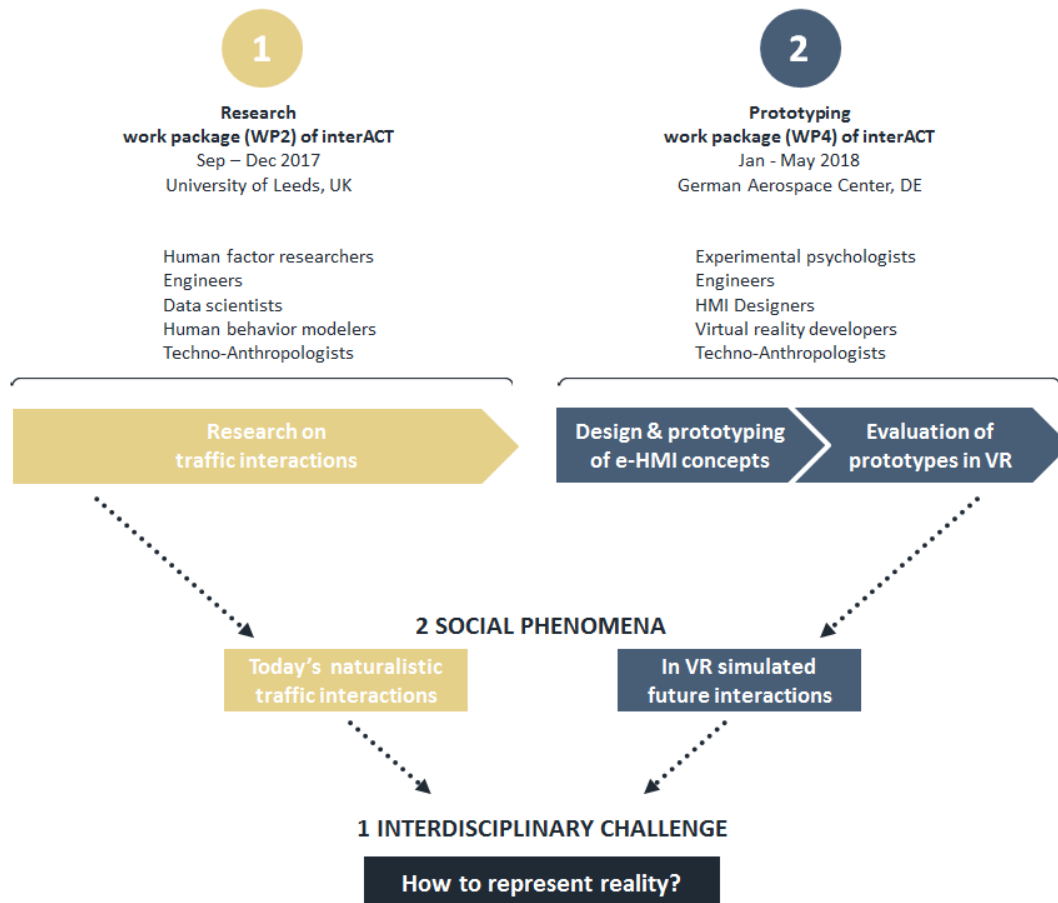 1
Research
work package (WP2) of interACT
Sep – Dec 2017
University of Leeds, UK
Human factor researchers
Engineers
Data scientists
Human behavior modelers
Techno-Anthropologists
2
Prototyping
work package (WP4) of interACT
Jan - May 2018
German Aerospace Center, DE
Experimental psychologists
Engineers
HMI Designers
Virtual reality developers
Techno-Anthropologists
Research on
traffic interactions
Design & prototyping
of e-HMI concepts
Evaluation of
prototypes in VR
2 SOCIAL PHENOMENA
Today's naturalistic
traffic interactions
In VR simulated
future interactions
1 INTERDISCIPLINARY CHALLENGE
How to represent reality?